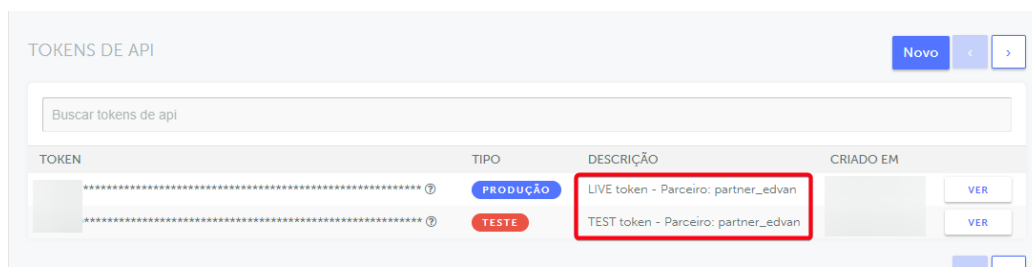 TOKENS DE API
Novo
Buscar tokens de api
TOKEN TIPO DESCRIÇÃO CRIADO EM
********************************************************* PRODUÇÃO LIVE token - Parceiro: partner_edvan VER
********************************************************* TESTE TEST token - Parceiro: partner_edvan VER